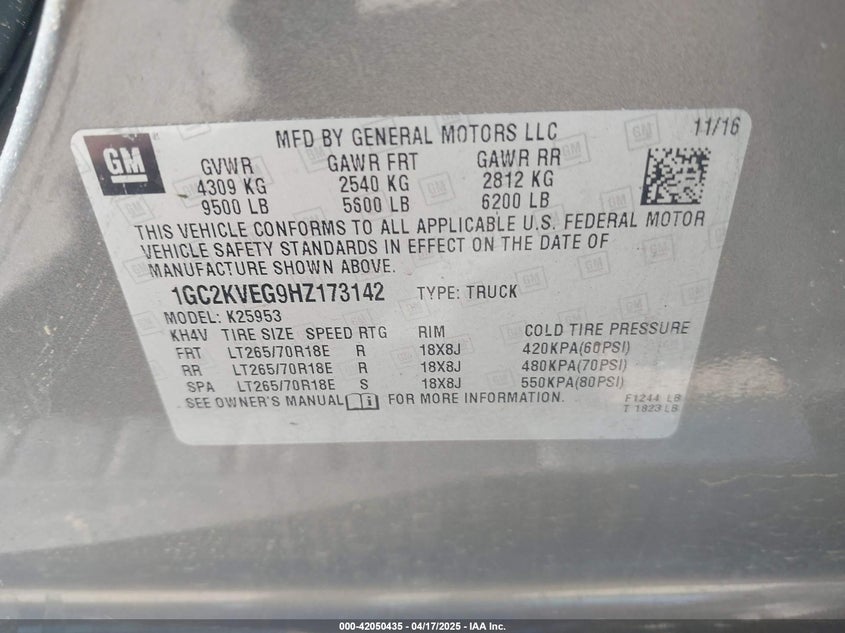 GM
MFD BY GENERAL MOTORS LLC
11/16
GVWR GAWR FRT GAWR RR
4309 KG 2540 KG 2812 KG
9500 LB 5600 LB 6200 LB
THIS VEHICLE CONFORMS TO ALL APPLICABLE U.S. FEDERAL MOTOR
VEHICLE SAFETY STANDARDS IN EFFECT ON THE DATE OF
MANUFACTURE SHOWN ABOVE.
1GC2KVEG9HZ173142 TYPE: TRUCK
MODEL: K25953
KH4V TIRE SIZE SPEED RTG RIM COLD TIRE PRESSURE
FRT LT265/70R18E R 18X8J 420KPA(60PSI)
RR LT265/70R18E R 18X8J 480KPA(70PSI)
SPA LT265/70R18E S 18X8J 550KPA(80PSI)
SEE OWNER'S MANUAL FOR MORE INFORMATION.
F1244 LB
T 1823 LB
000-42050435 - 04/17/2025 - IAA Inc.